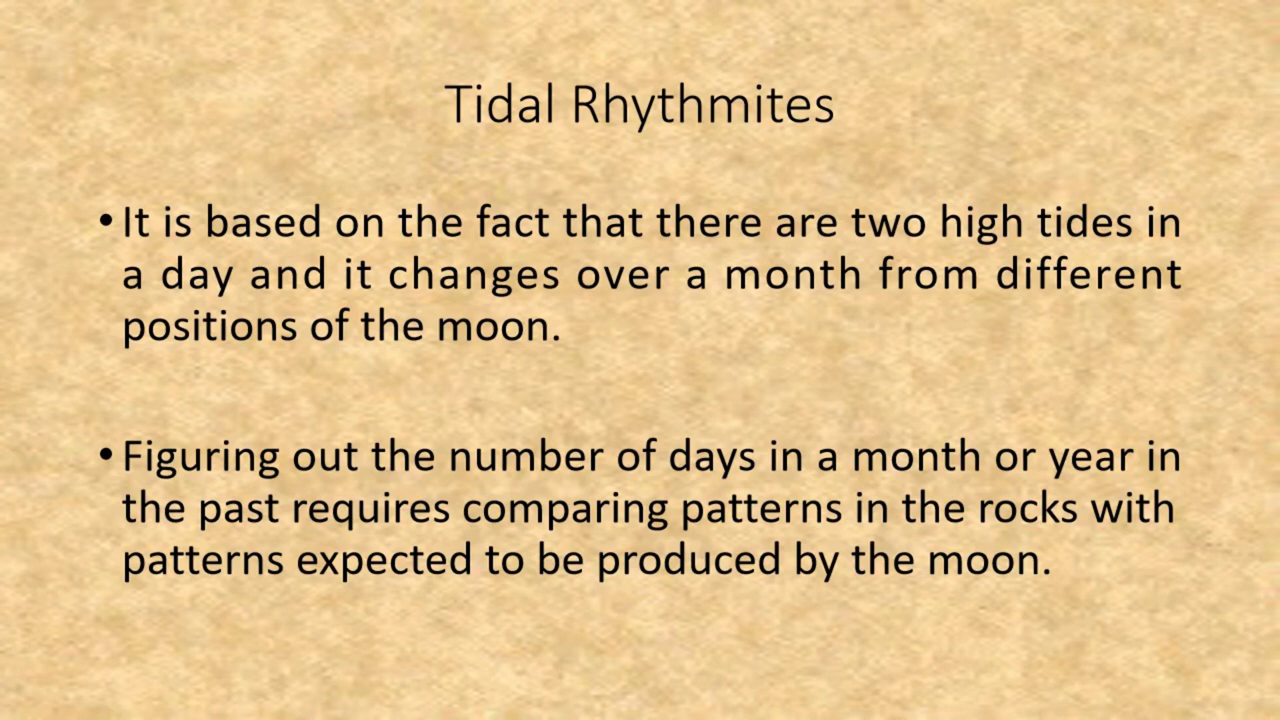 Tidal Rhythmites
• It is based on the fact that there are two high tides in
a day and it changes over a month from different
positions of the moon.
• Figuring out the number of days in a month or year in
the past requires comparing patterns in the rocks with
patterns expected to be produced by the moon.